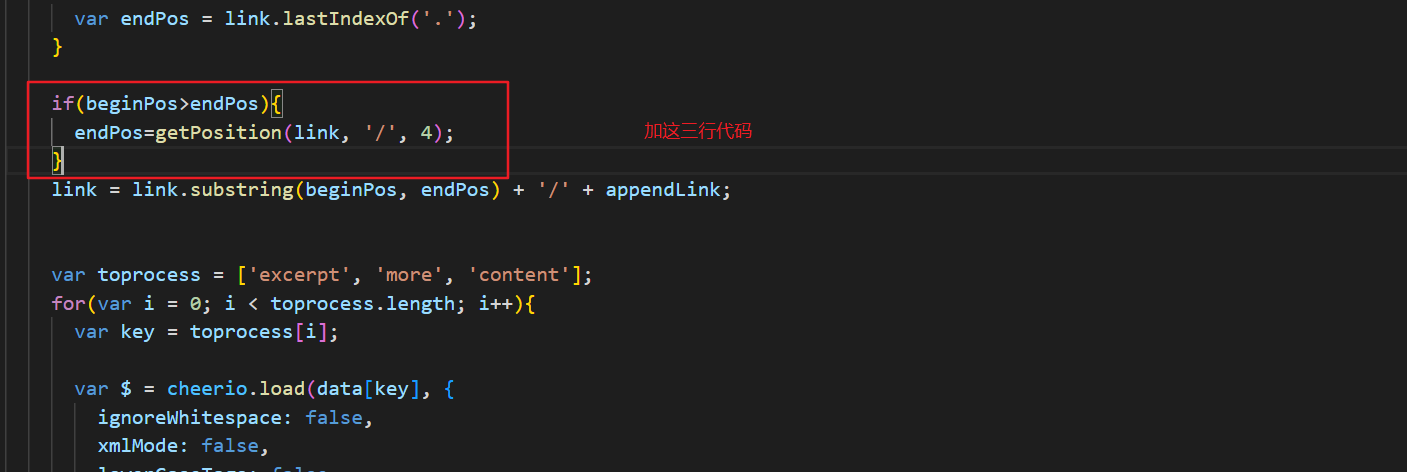 var endPos = link.lastIndexOf('.');
}
if(beginPos>endPos){
endPos=getPosition(link, '/', 4);
加这三行代码
}
link = link.substring(beginPos, endPos) + '/' + appendLink;
var toprocess = ['excerpt', 'more', 'content'];
for(var i = 0; i < toprocess.length; i++){
var key = toprocess[i];
var $ = cheerio.load(data[key], {
ignoreWhitespace: false,
xmlMode: false,
lowerCaseTags: false